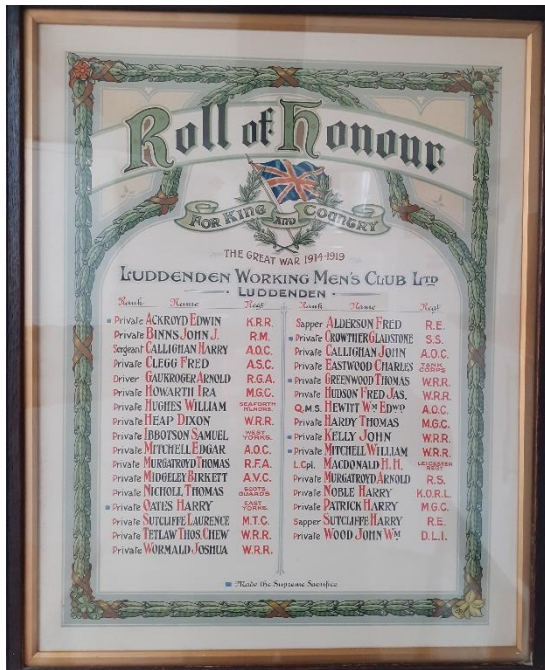 Roll of Honour
FOR KING AND COUNTRY
THE GREAT WAR 1914-1919
LUDDENDEN WORKING MEN'S CLUB LTD
LUDDENDEN
Rank Name Regt
Private ACKROYD EDWIN K.R.R.
Private BINNS JOHN J. R.M.
Sergeant CALLIGHAN HARRY A.O.C.
Private CLEGG FRED A.S.C.
Driver GAUKROGER ARNOLD R.G.A.
Private HOWARTH IRA M.G.C.
Private HUGHES WILLIAM SEAFORTH HLNDRS.
Private HEAP DIXON W.R.R.
Private IBBOTSON SAMUEL WEST YORKS.
Private MITCHELL EDGAR A.O.C.
Private MURGATROYD THOMAS R.F.A.
Private MIDGELEY BIRKETT A.V.C.
Private NICHOLL THOMAS SCOTS GUARDS
Private OATES HARRY EAST YORKS.
Private SUTCLIFFE LAURENCE M.T.C.
Private TETLAW THOS. CHEW W.R.R.
Private WORMALD JOSHUA W.R.R.
Rank Name Regt
Sapper ALDERSON FRED R.E.
Private CROWTHER GLADSTONE S.S.
Private CALLIGHAN JOHN A.O.C.
Private EASTWOOD CHARLES TANK CORPS
Private GREENWOOD THOMAS W.R.R.
Private HUDSON FRED JAS. W.R.R.
Q.M.S. HEWITT WM EDWD A.O.C.
Private HARDY THOMAS M.G.C.
Private KELLY JOHN W.R.R.
Private MITCHELL WILLIAM W.R.R.
L.Cpl. MACDONALD H.H. LEICESTER REGT
Private MURGATROYD ARNOLD R.S.
Private NOBLE HARRY K.O.R.L.
Private PATRICK HARRY M.G.C.
Sapper SUTCLIFFE HARRY R.E.
Private WOOD JOHN WM D.L.I.
Made the Supreme Sacrifice